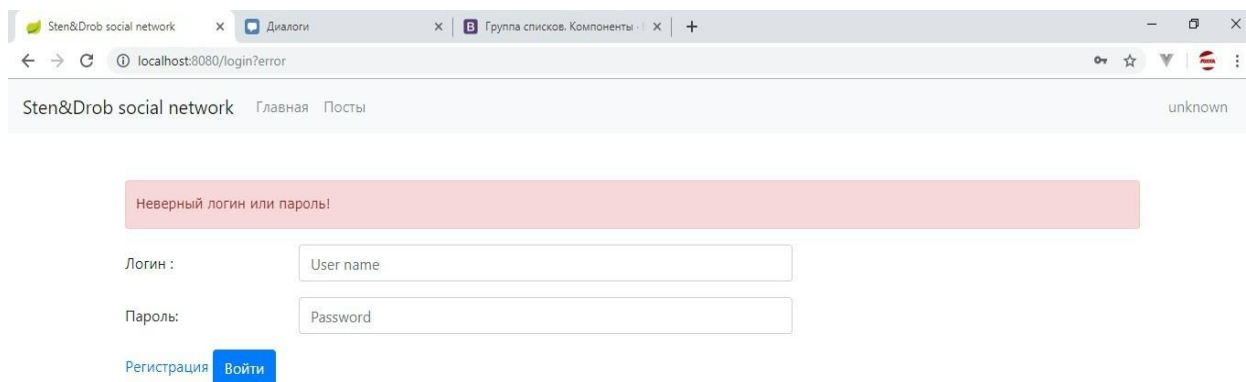 Sten&Drob social network
Диалоги
Группа списков. Компоненты ·
localhost:8080/login?error
Sten&Drob social network Главная Посты unknown
Неверный логин или пароль!
Логин : User name
Пароль: Password
Регистрация Войти